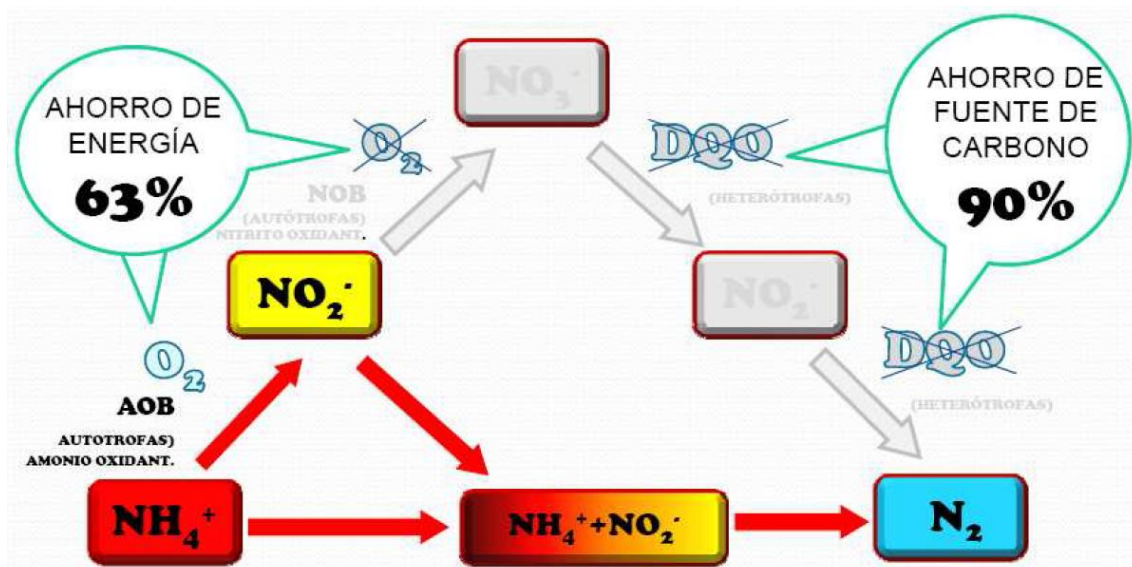 AHORRO DE
ENERGÍA
63%
O₂
NO₃⁻
DQO
AHORRO DE
FUENTE DE
CARBONO
90%
NOB
(AUTÓTROFAS)
NITRITO OXIDANT.
(HETERÓTROFAS)
NO₂⁻
NO₂⁻
O₂
AOB
AUTOTROFAS)
AMONIO OXIDANT.
DQO
(HETERÓTROFAS)
NH₄⁺
NH₄⁺+NO₂⁻
N₂